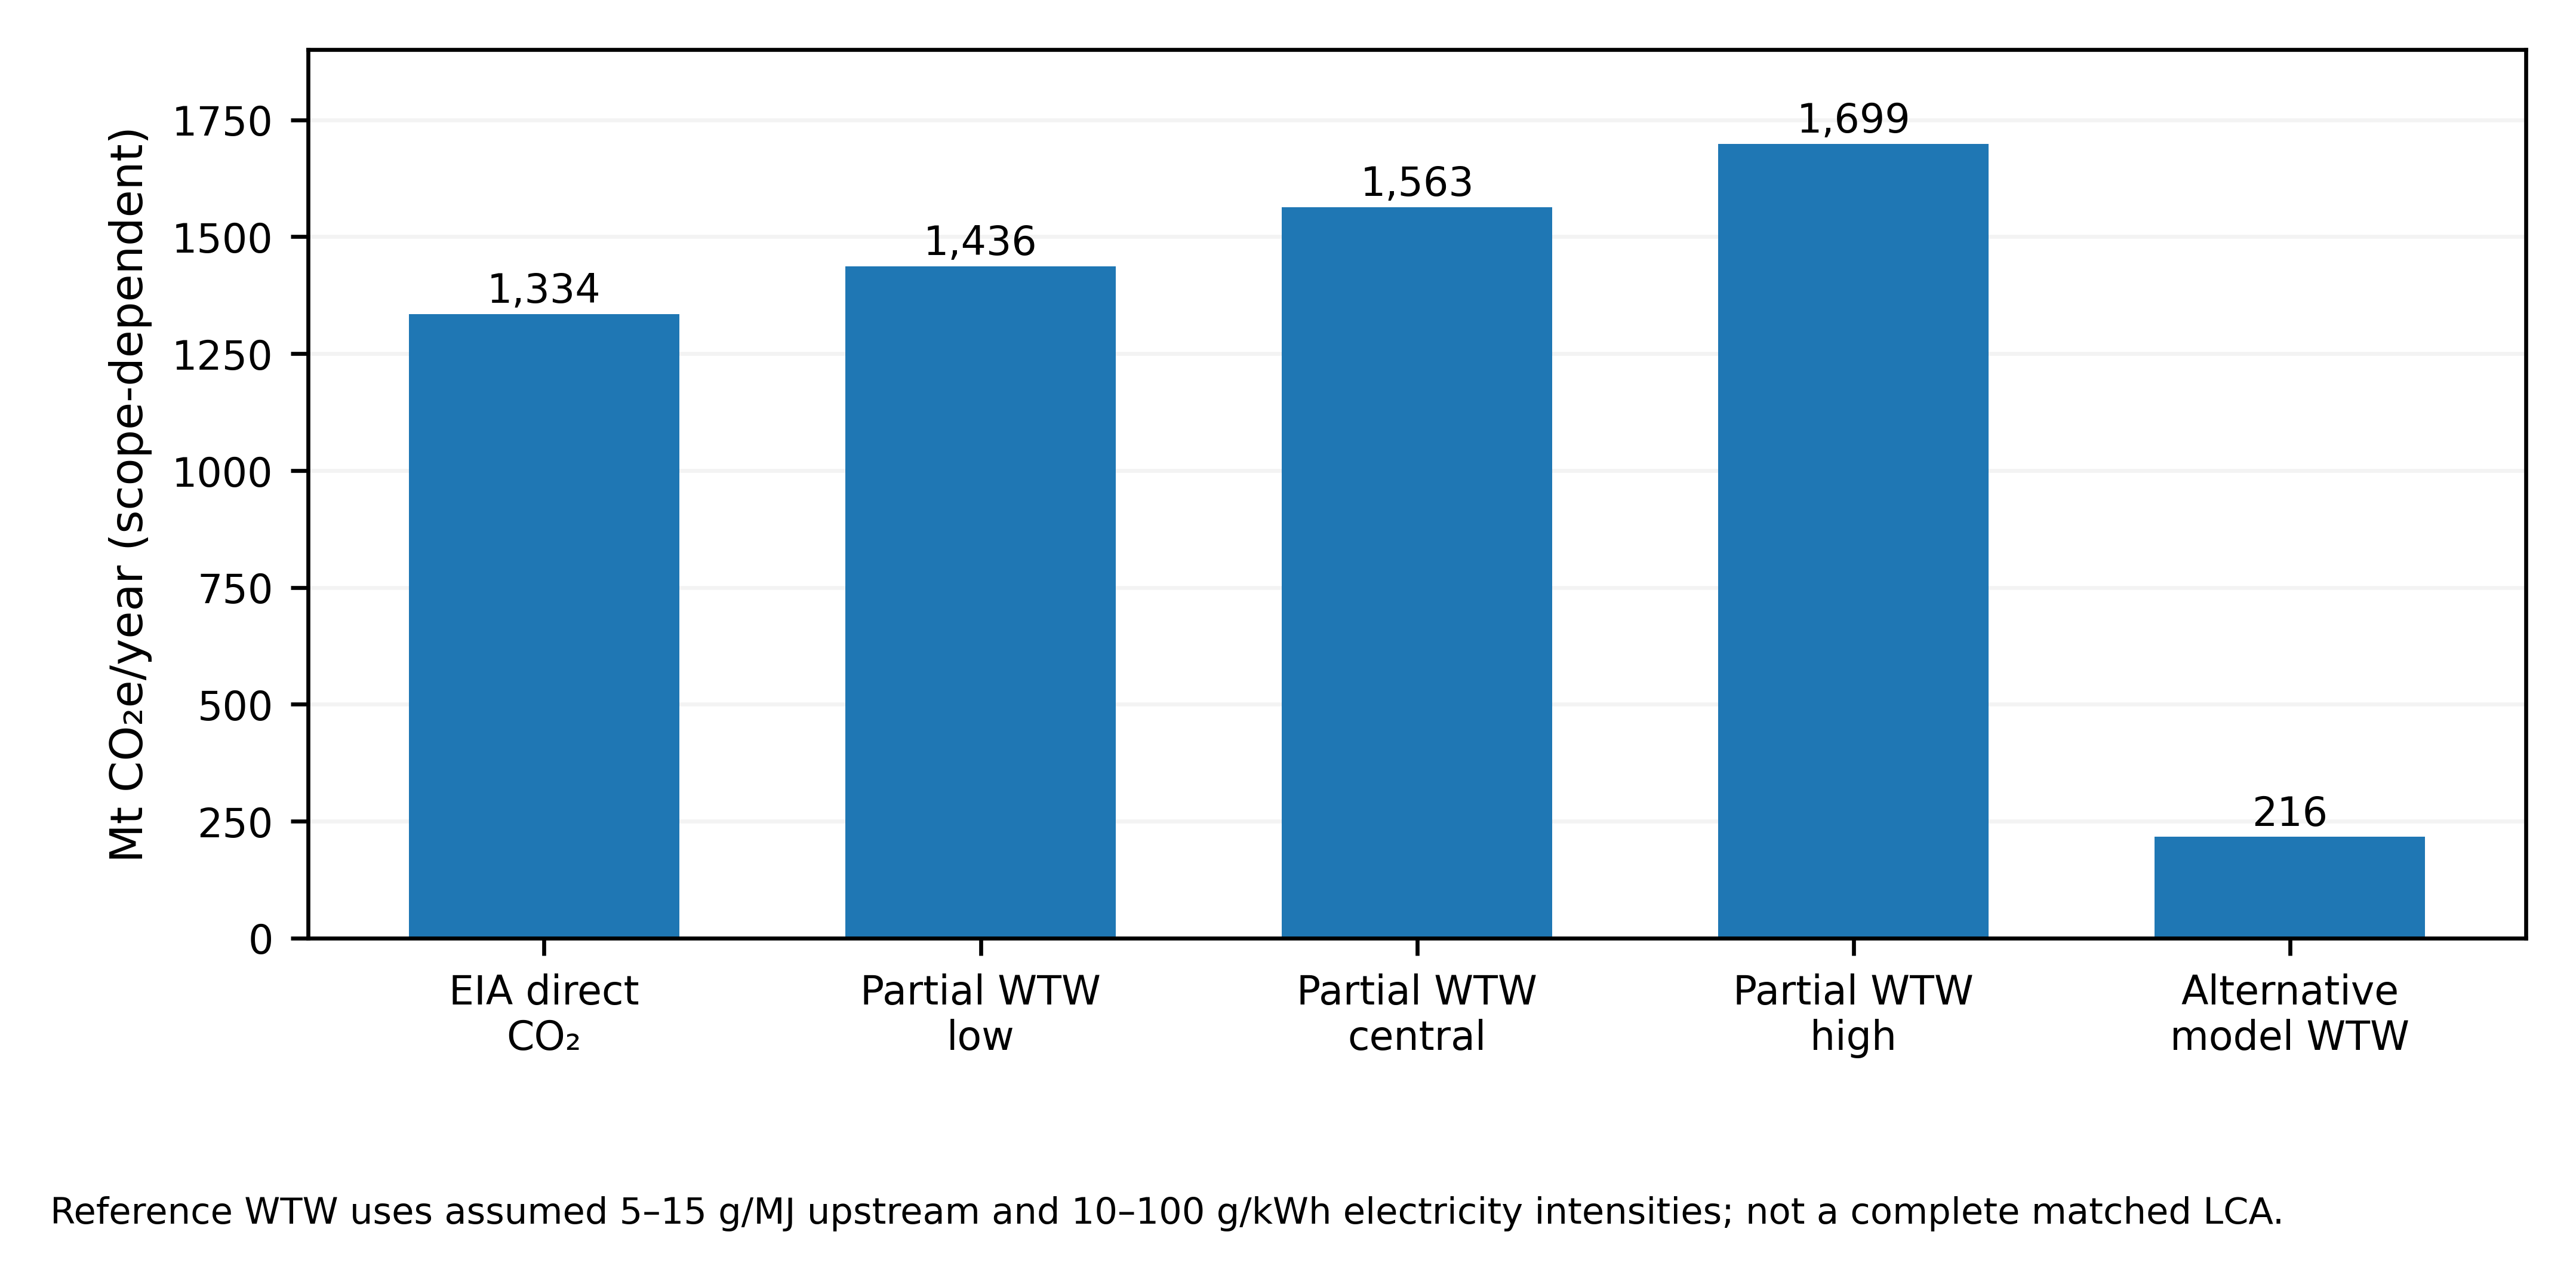 Mt CO₂e/year (scope-dependent)
1750
1500
1250
1000
750
500
250
0
1,334
1,436
1,563
1,699
216
EIA direct
CO₂
Partial WTW
low
Partial WTW
central
Partial WTW
high
Alternative
model WTW
Reference WTW uses assumed 5–15 g/MJ upstream and 10–100 g/kWh electricity intensities; not a complete matched LCA.